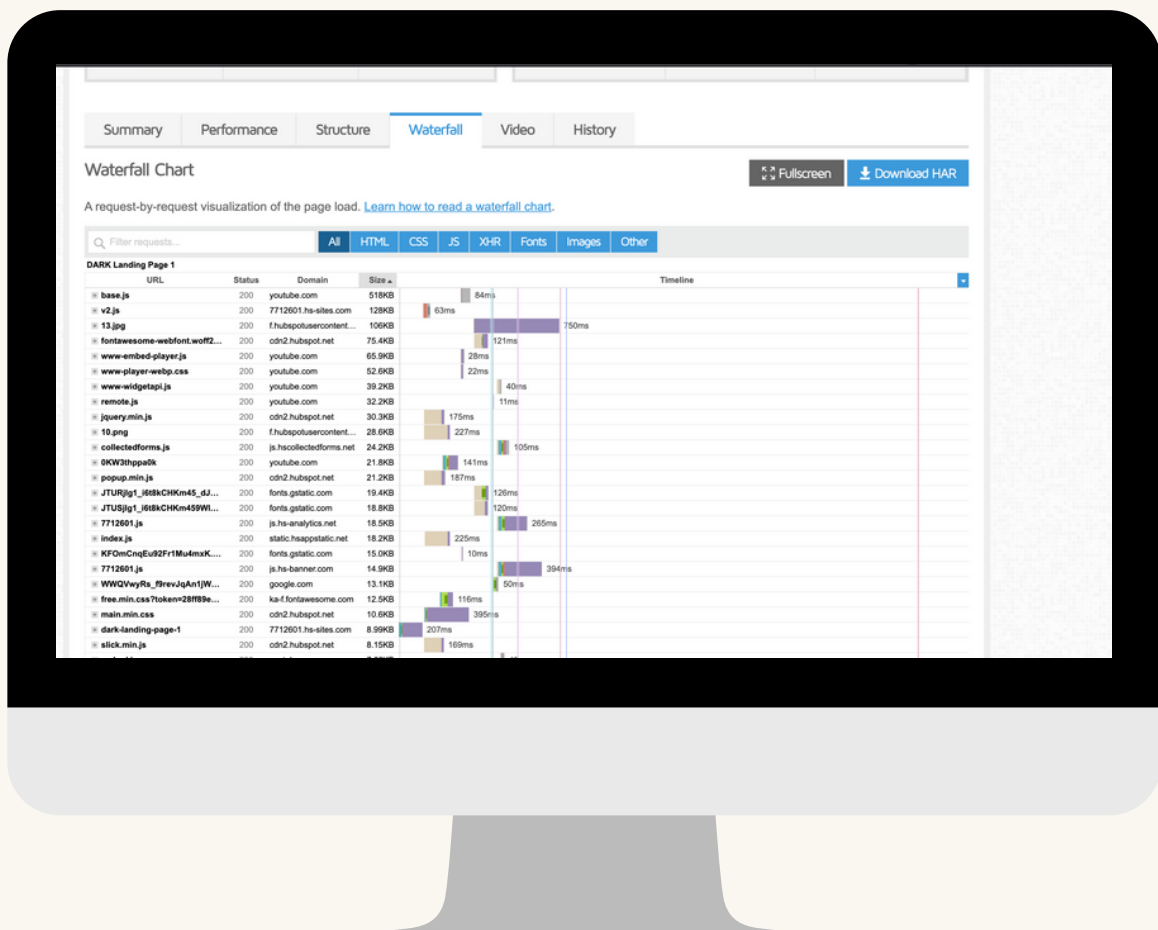 Summary Performance Structure Waterfall Video History
Waterfall Chart
Fullscreen Download HAR
A request-by-request visualization of the page load. Learn how to read a waterfall chart.
Filter requests... All HTML CSS JS XHR Fonts Images Other
DARK Landing Page 1
URL Status Domain Size Timeline
base.js 200 youtube.com 518KB 84ms
v2.js 200 7712601.hs-sites.com 128KB 63ms
13.jpg 200 f.hubspotusercontent... 106KB 750ms
fontawesome-webfont.woff2... 200 cdn2.hubspot.net 75.4KB 121ms
www-embed-player.js 200 youtube.com 65.9KB 28ms
www-player-webp.css 200 youtube.com 52.6KB 22ms
www-widgetapi.js 200 youtube.com 39.2KB 40ms
remote.js 200 youtube.com 32.2KB 11ms
jquery.min.js 200 cdn2.hubspot.net 30.3KB 175ms
10.png 200 f.hubspotusercontent... 28.6KB 227ms
collectedforms.js 200 js.hscollectedforms.net 24.2KB 105ms
0KW3thppa0k 200 youtube.com 21.8KB 141ms
popup.min.js 200 cdn2.hubspot.net 21.2KB 187ms
JTURjIg1_i6t8kCHKm45_dJ... 200 fonts.gstatic.com 19.4KB 126ms
JTUSjIg1_i6t8kCHKm459Wl... 200 fonts.gstatic.com 18.8KB 120ms
7712601.js 200 js.hs-analytics.net 18.5KB 265ms
index.js 200 static.hsappstatic.net 18.2KB 225ms
KFOmCnqEu92Fr1Mu4mxK.... 200 fonts.gstatic.com 15.0KB 10ms
7712601.js 200 js.hs-banner.com 14.9KB 394ms
WWQVwyRs_f9revJqAn1jW... 200 google.com 13.1KB 50ms
free.min.css?token=28ff89e... 200 ka-f.fontawesome.com 12.5KB 116ms
main.min.css 200 cdn2.hubspot.net 10.6KB 395ms
dark-landing-page-1 200 7712601.hs-sites.com 8.99KB 207ms
slick.min.js 200 cdn2.hubspot.net 8.15KB 169ms